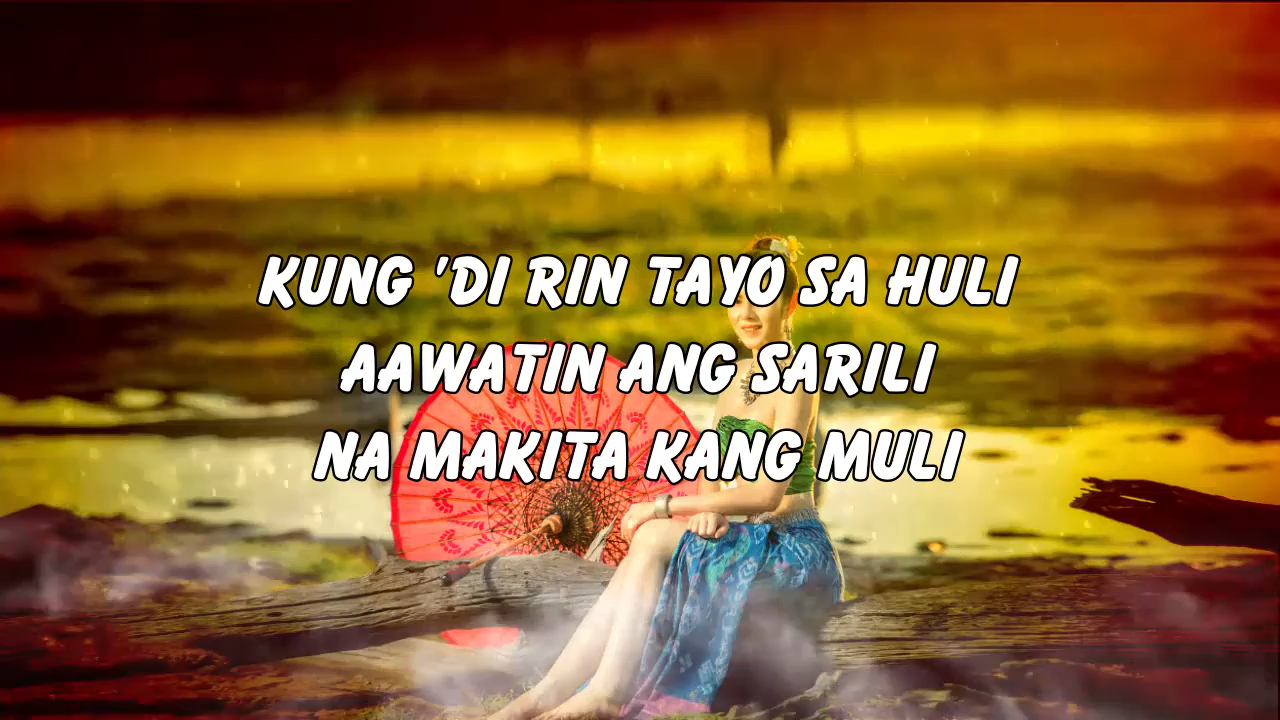 KUNG 'DI RIN TAYO SA HULI
AAWATIN ANG SARILI
NA MAKITA KANG MULI